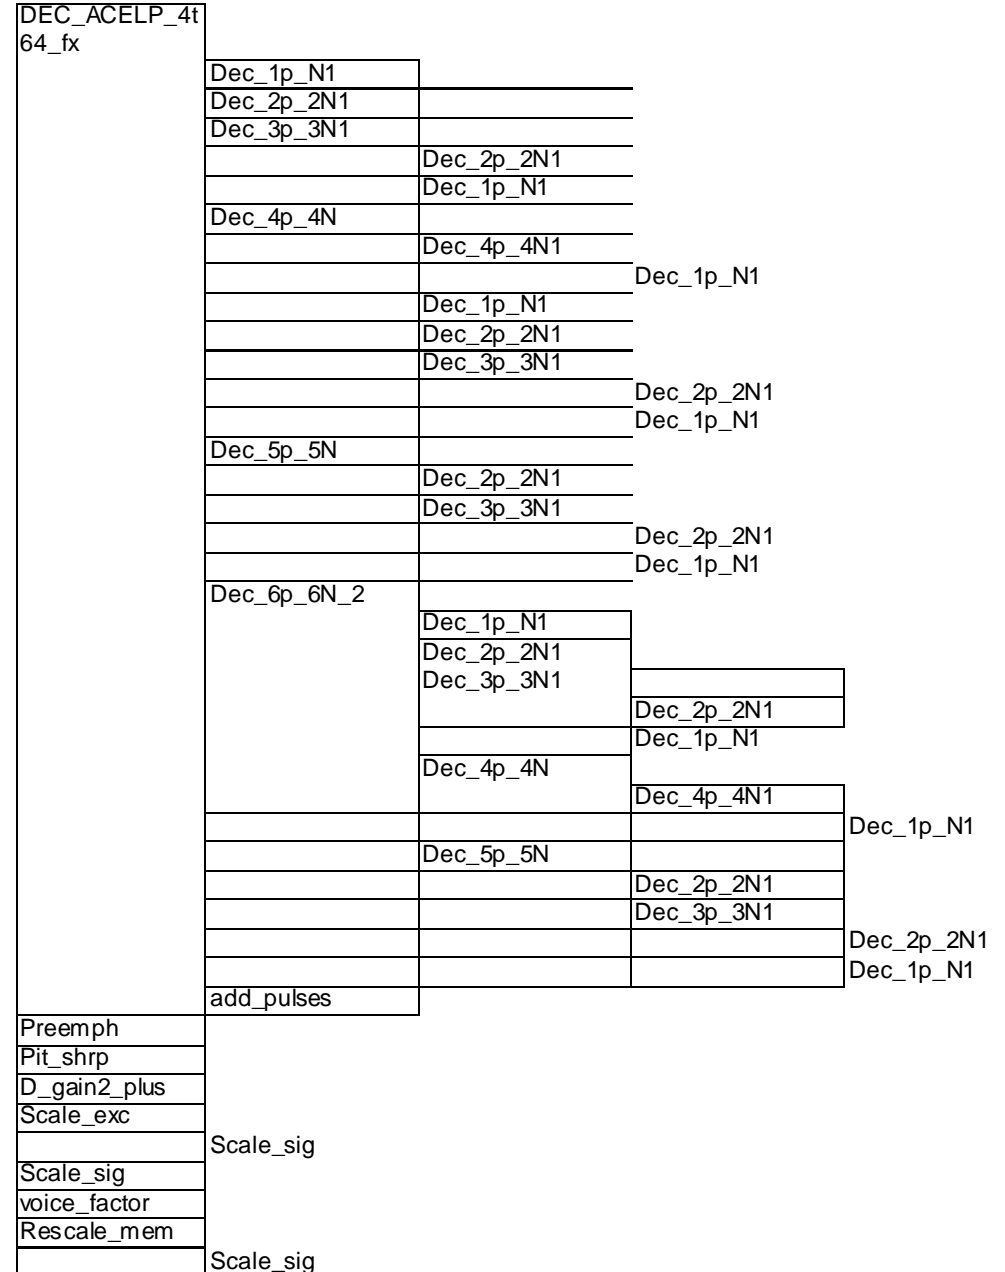 DEC_ACELP_4t
64_fx
Dec_1p_N1
Dec_2p_2N1
Dec_3p_3N1
Dec_2p_2N1
Dec_1p_N1
Dec_4p_4N
Dec_4p_4N1
Dec_1p_N1
Dec_1p_N1
Dec_2p_2N1
Dec_3p_3N1
Dec_2p_2N1
Dec_1p_N1
Dec_5p_5N
Dec_2p_2N1
Dec_3p_3N1
Dec_2p_2N1
Dec_1p_N1
Dec_6p_6N_2
Dec_1p_N1
Dec_2p_2N1
Dec_3p_3N1
Dec_2p_2N1
Dec_1p_N1
Dec_4p_4N
Dec_4p_4N1
Dec_1p_N1
Dec_5p_5N
Dec_2p_2N1
Dec_3p_3N1
Dec_2p_2N1
Dec_1p_N1
add_pulses
Preemph
Pit_shrp
D_gain2_plus
Scale_exc
Scale_sig
Scale_sig
voice_factor
Rescale_mem
Scale_sig